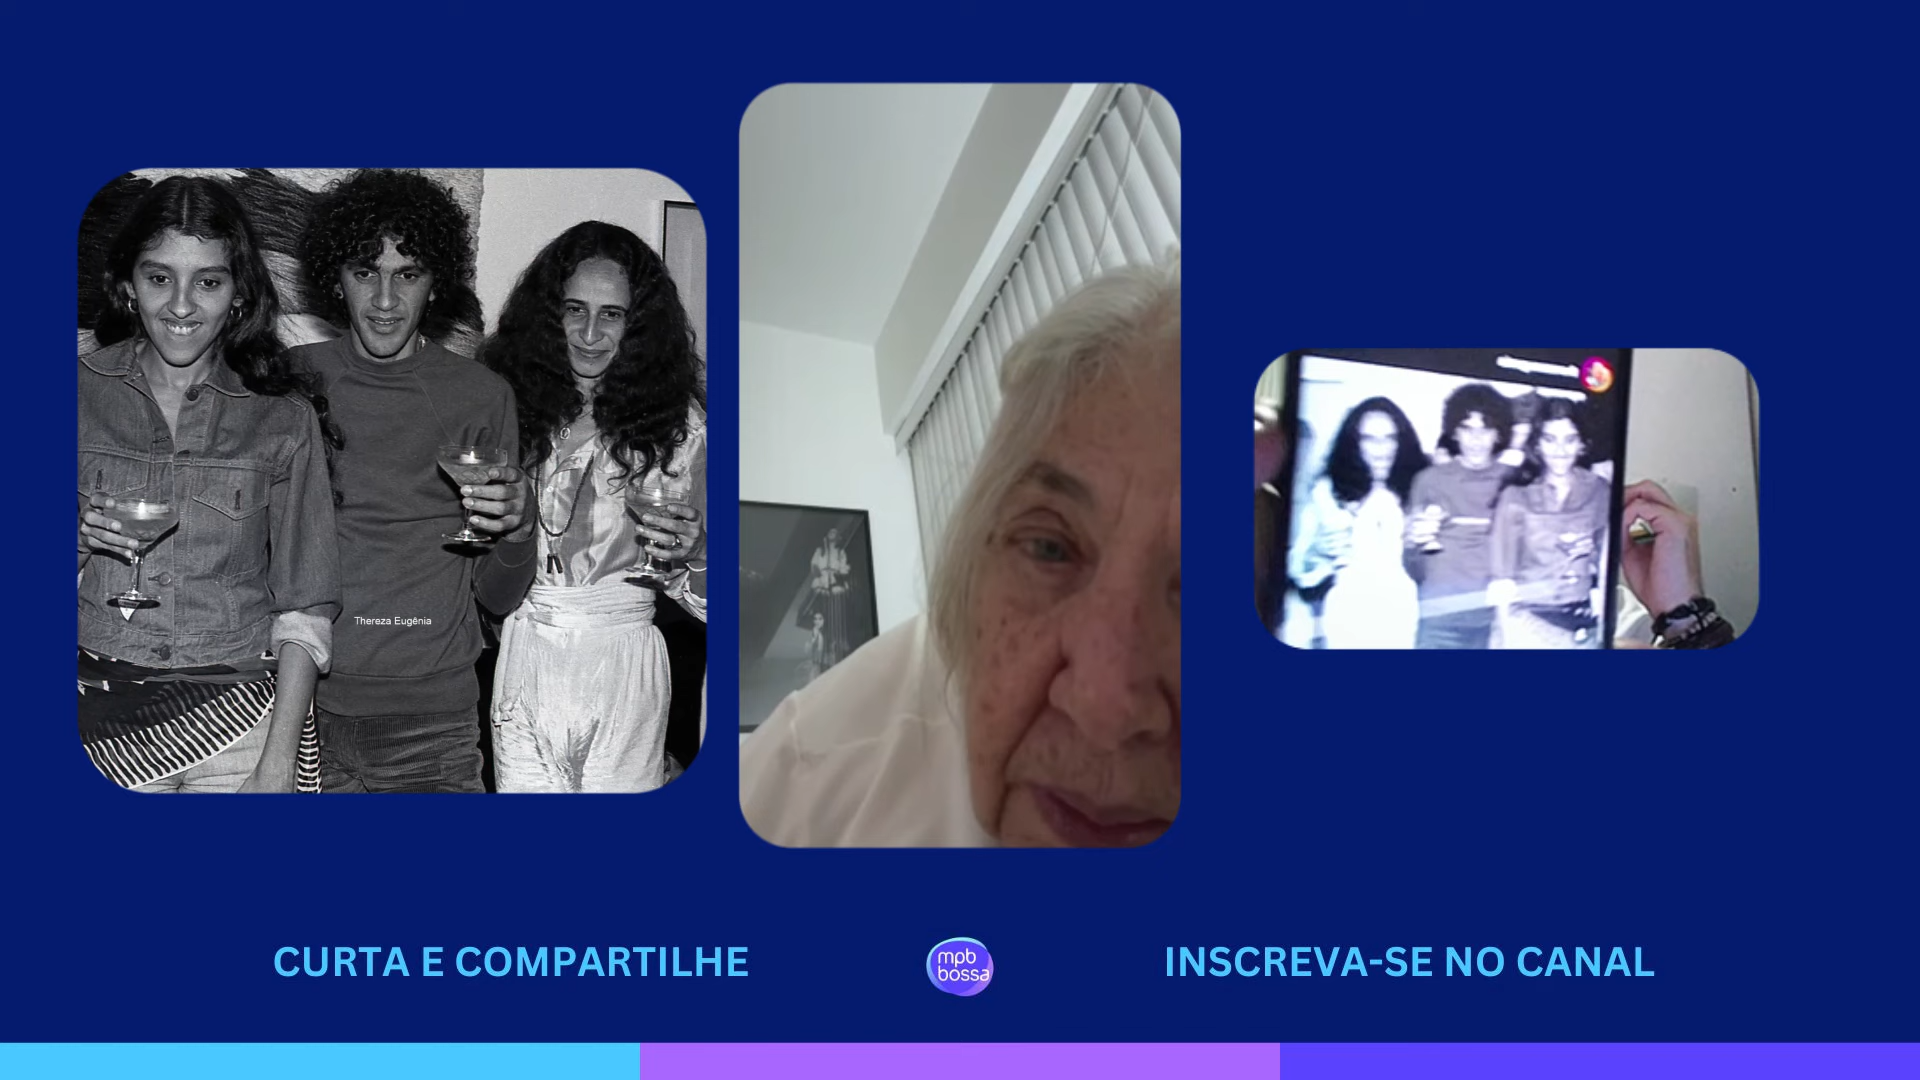 Thereza Eugênia
CURTA E COMPARTILHE
mpb
bossa
INSCREVA-SE NO CANAL